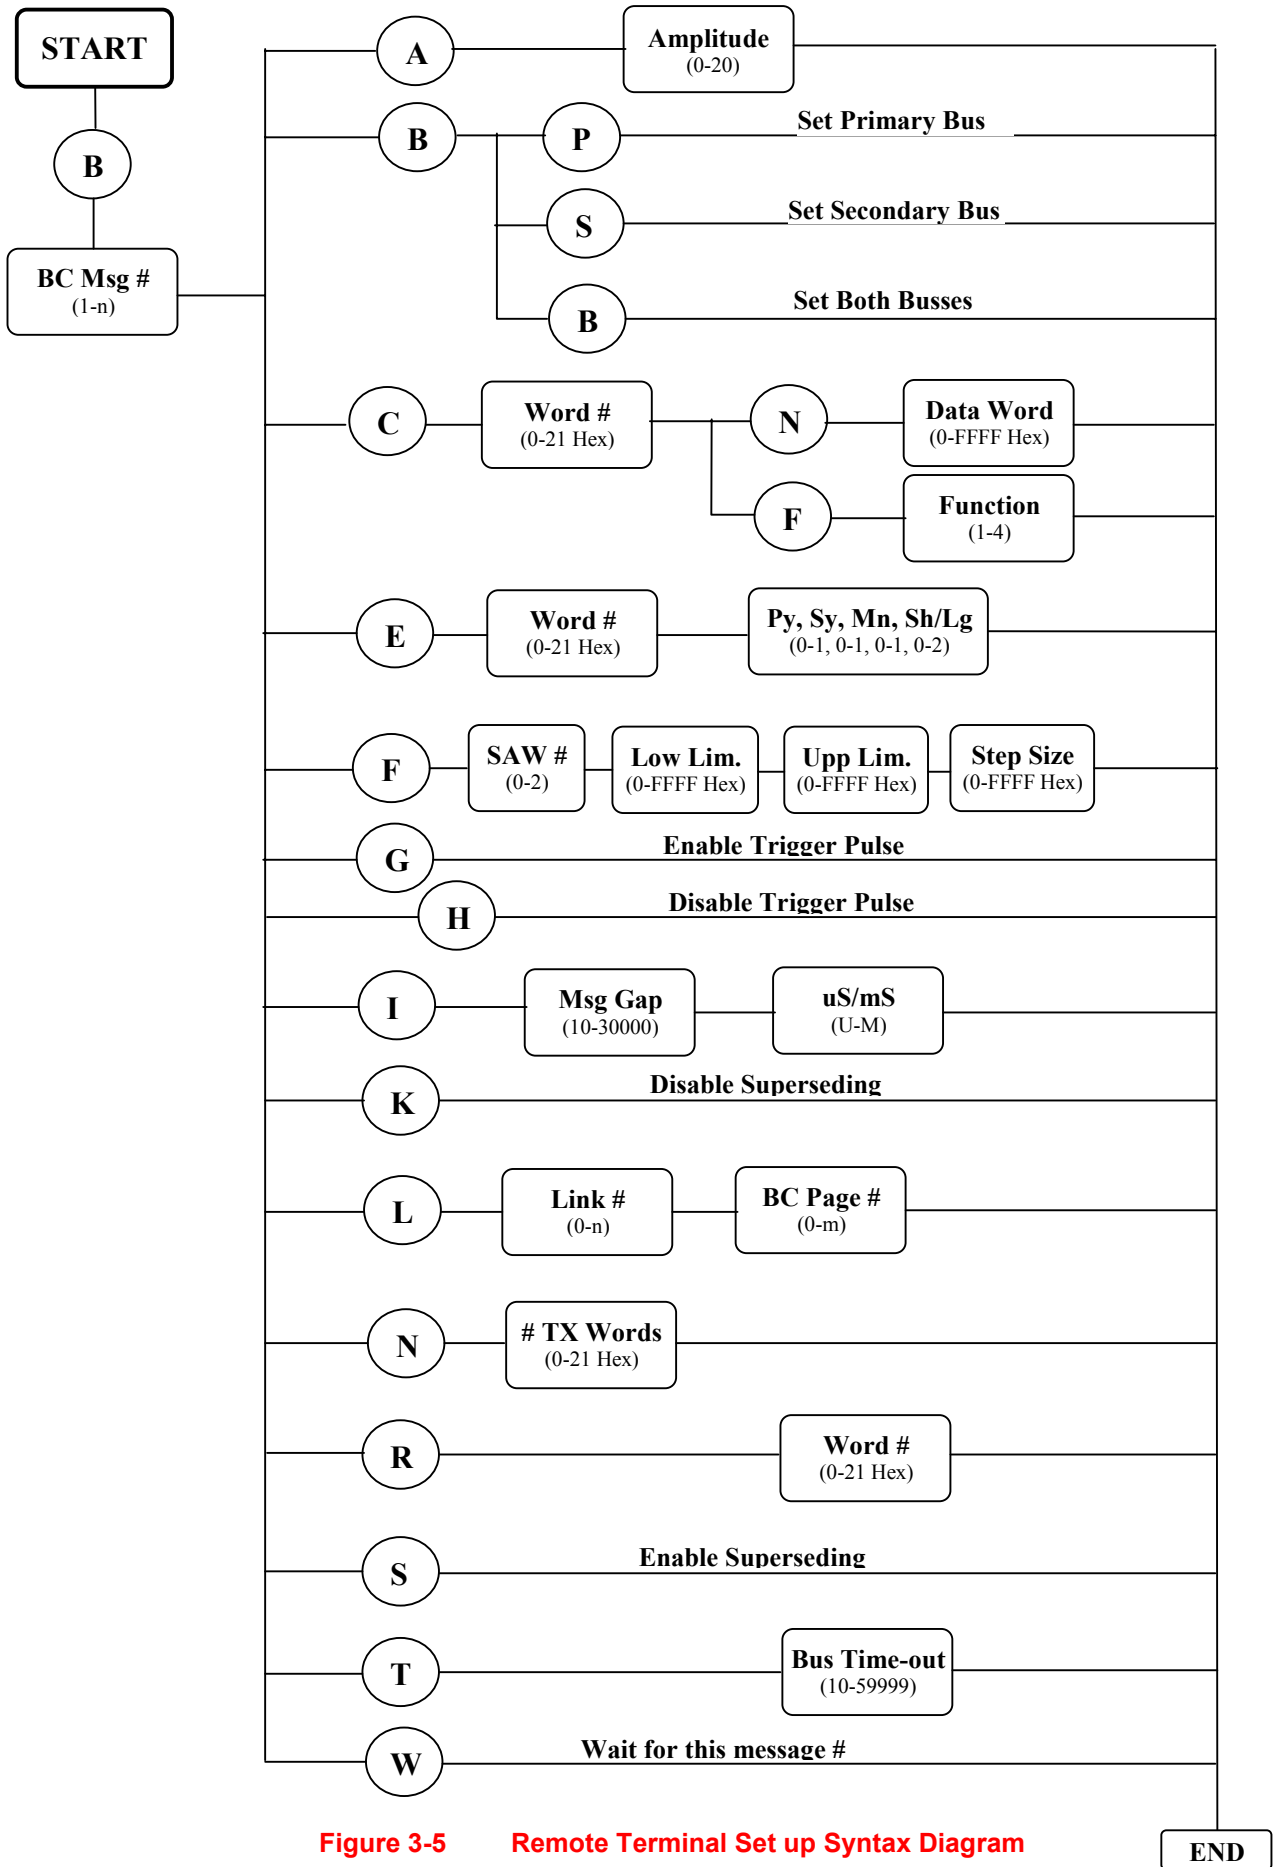 START
B
BC Msg #
(1-n)
A
Amplitude
(0-20)
B
P
Set Primary Bus
S
Set Secondary Bus
B
Set Both Busses
C
Word #
(0-21 Hex)
N
Data Word
(0-FFFF Hex)
F
Function
(1-4)
E
Word #
(0-21 Hex)
Py, Sy, Mn, Sh/Lg
(0-1, 0-1, 0-1, 0-2)
F
SAW #
(0-2)
Low Lim.
(0-FFFF Hex)
Upp Lim.
(0-FFFF Hex)
Step Size
(0-FFFF Hex)
G
Enable Trigger Pulse
H
Disable Trigger Pulse
I
Msg Gap
(10-30000)
uS/mS
(U-M)
K
Disable Superseding
L
Link #
(0-n)
BC Page #
(0-m)
N
# TX Words
(0-21 Hex)
R
Word #
(0-21 Hex)
S
Enable Superseding
T
Bus Time-out
(10-59999)
W
Wait for this message #
Figure 3-5 Remote Terminal Set up Syntax Diagram
END